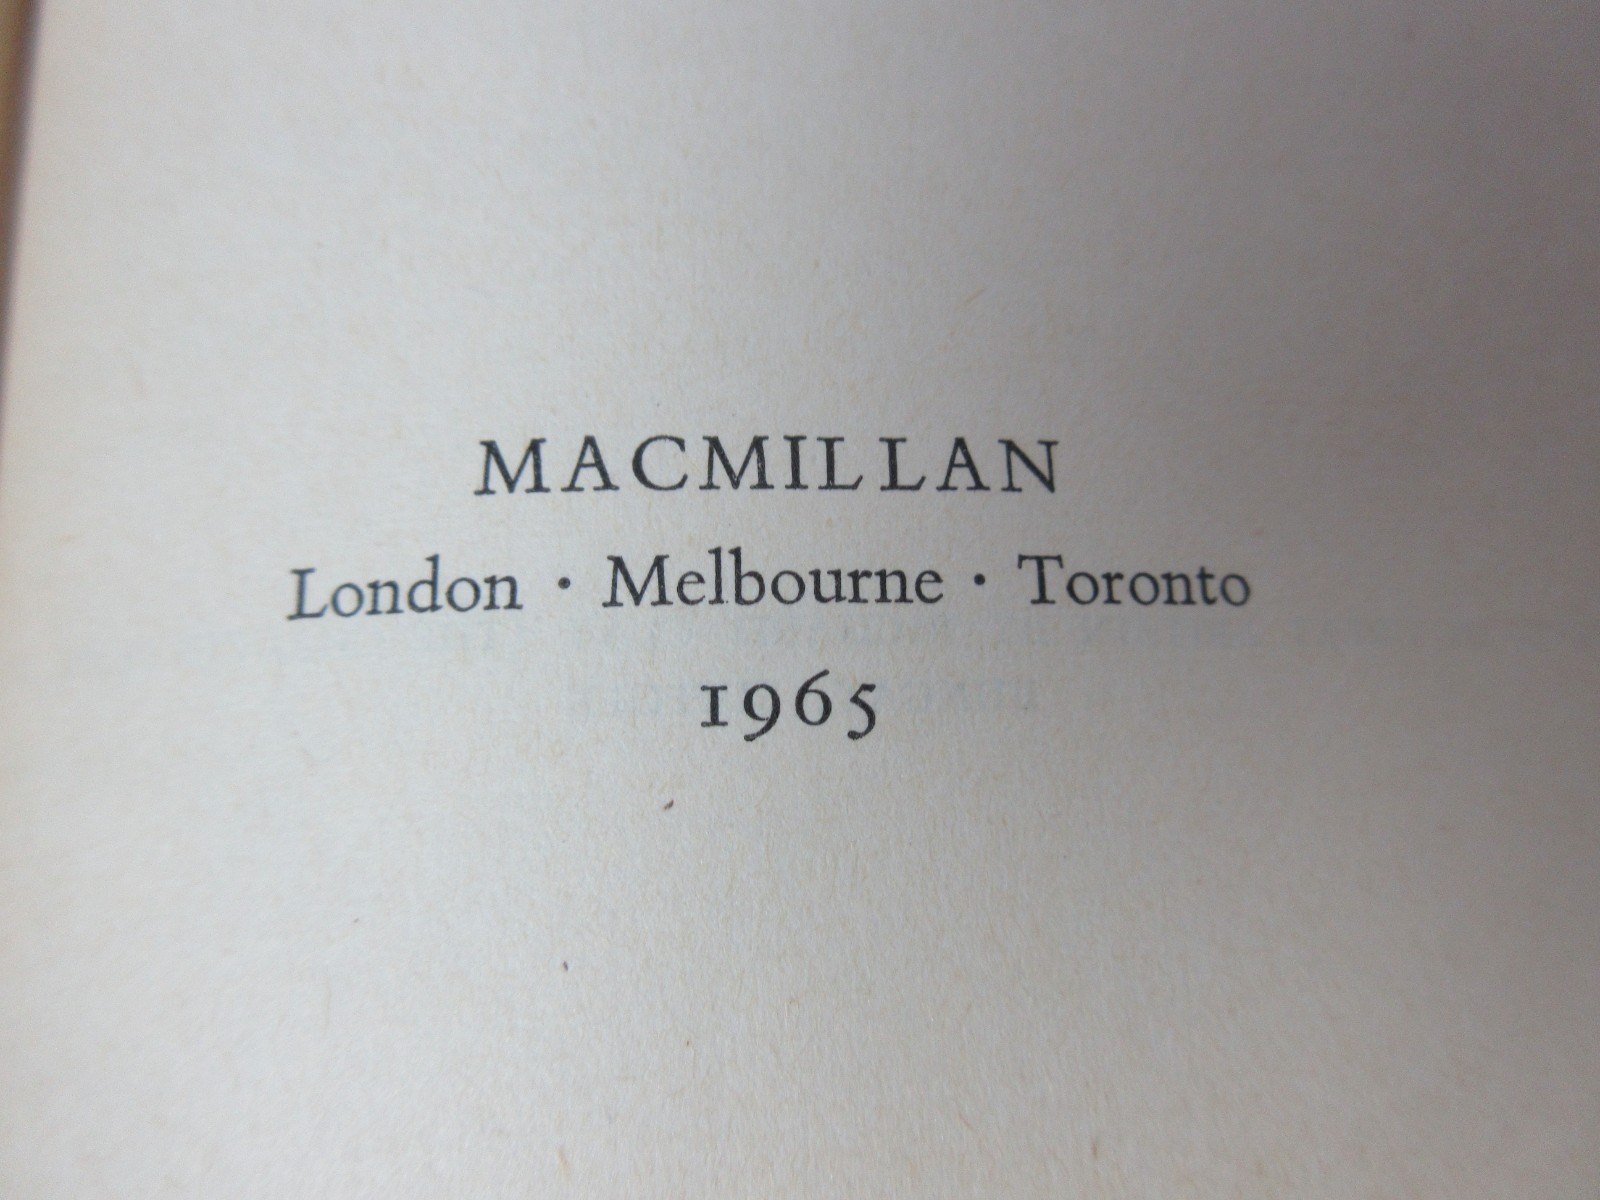 MACMILLAN
London · Melbourne · Toronto
1965